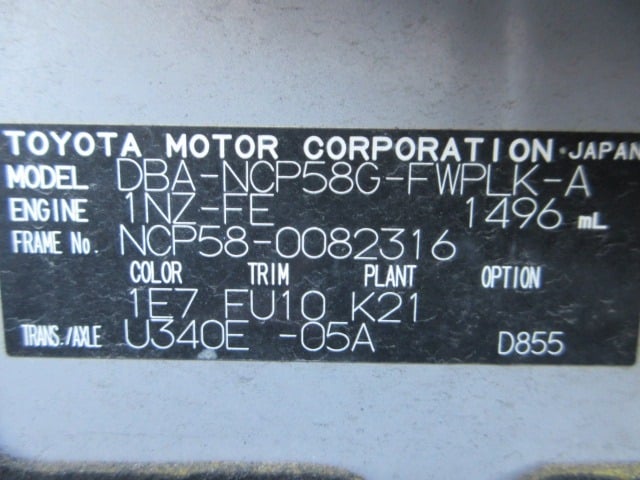 TOYOTA MOTOR CORPORATION·JAPAN
MODEL DBA-NCP58G-FWPLK-A
ENGINE 1NZ-FE 1496 mL
FRAME No. NCP58-0082316
COLOR TRIM PLANT OPTION
1E7 FU10 K21
TRANS./AXLE U340E -05A D855